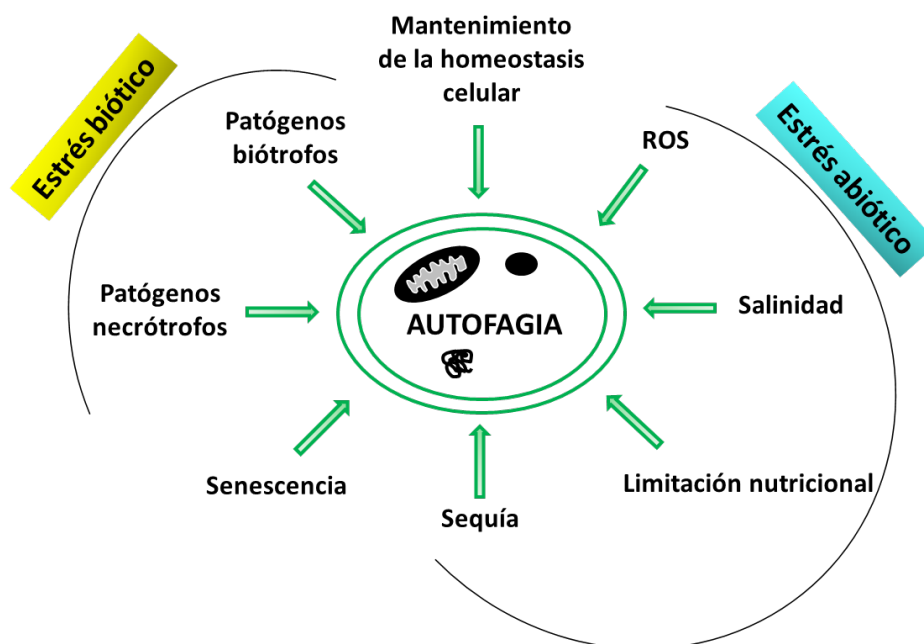 Mantenimiento
de la homeostasis
celular
Estrés biótico
Patógenos
biótrofos
ROS
Estrés abiótico
Patógenos
necrótrofos
AUTOFAGIA
Salinidad
Senescencia
Sequía
Limitación nutricional